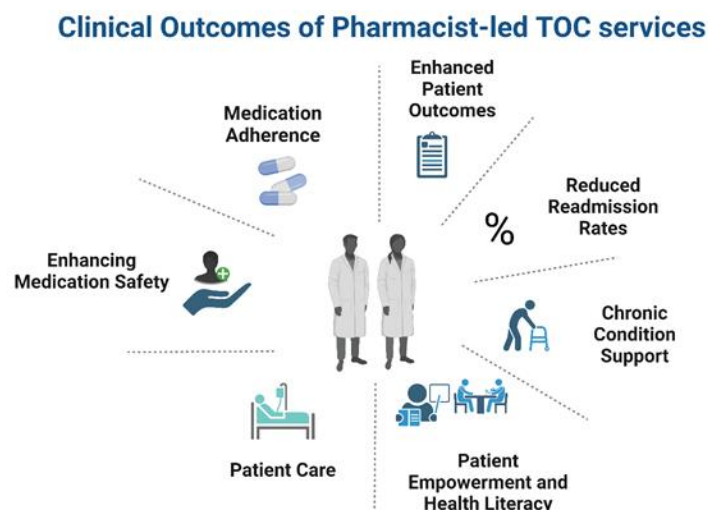 Clinical Outcomes of Pharmacist-led TOC services
Enhanced
Patient
Outcomes
Medication
Adherence
%
Reduced
Readmission
Rates
Enhancing
Medication Safety
Chronic
Condition
Support
Patient Care
Patient
Empowerment and
Health Literacy